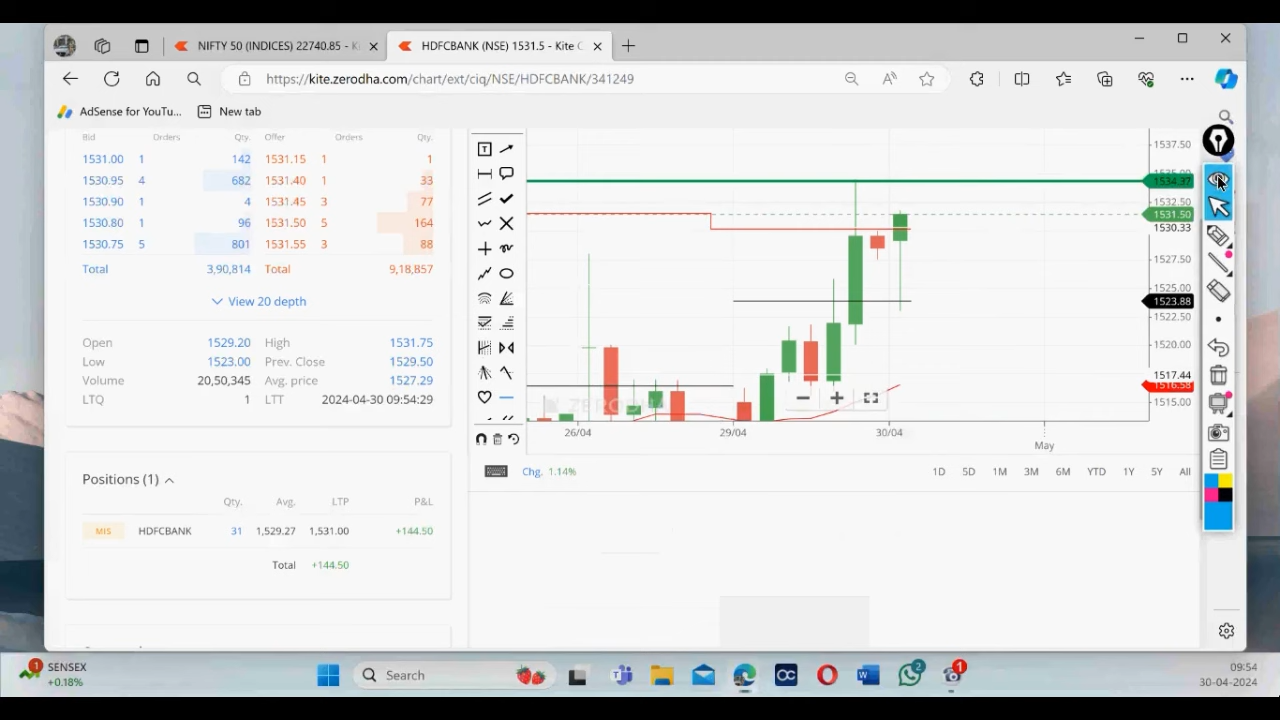 NIFTY 50 (INDICES) 22740.85 - Ki
HDFCBANK (NSE) 1531.5 - Kite C
https://kite.zerodha.com/chart/ext/ciq/NSE/HDFCBANK/341249
AdSense for YouTu... New tab
Bid Orders Qty. Offer Orders Qty.
1531.00 1 142 1531.15 1 1
1530.95 4 682 1531.40 1 33
1530.90 1 4 1531.45 3 77
1530.80 1 96 1531.50 5 164
1530.75 5 801 1531.55 3 88
Total 3,90,814 Total 9,18,857
View 20 depth
Open 1529.20 High 1531.75
Low 1523.00 Prev. Close 1529.50
Volume 20,50,345 Avg. price 1527.29
LTQ 1 LTT 2024-04-30 09:54:29
Positions (1)
Qty. Avg. LTP P&L
MIS HDFCBANK 31 1,529.27 1,531.00 +144.50
Total +144.50
1537.50
1534.37
1532.50
1531.50
1530.33
1527.50
1525.00
1523.88
1522.50
1520.00
1517.44
1516.58
1515.00
ZERODHA
26/04 29/04 30/04 May
Chg. 1.14% 1D 5D 1M 3M 6M YTD 1Y 5Y All
SENSEX
+0.18%
Search
09:54
30-04-2024